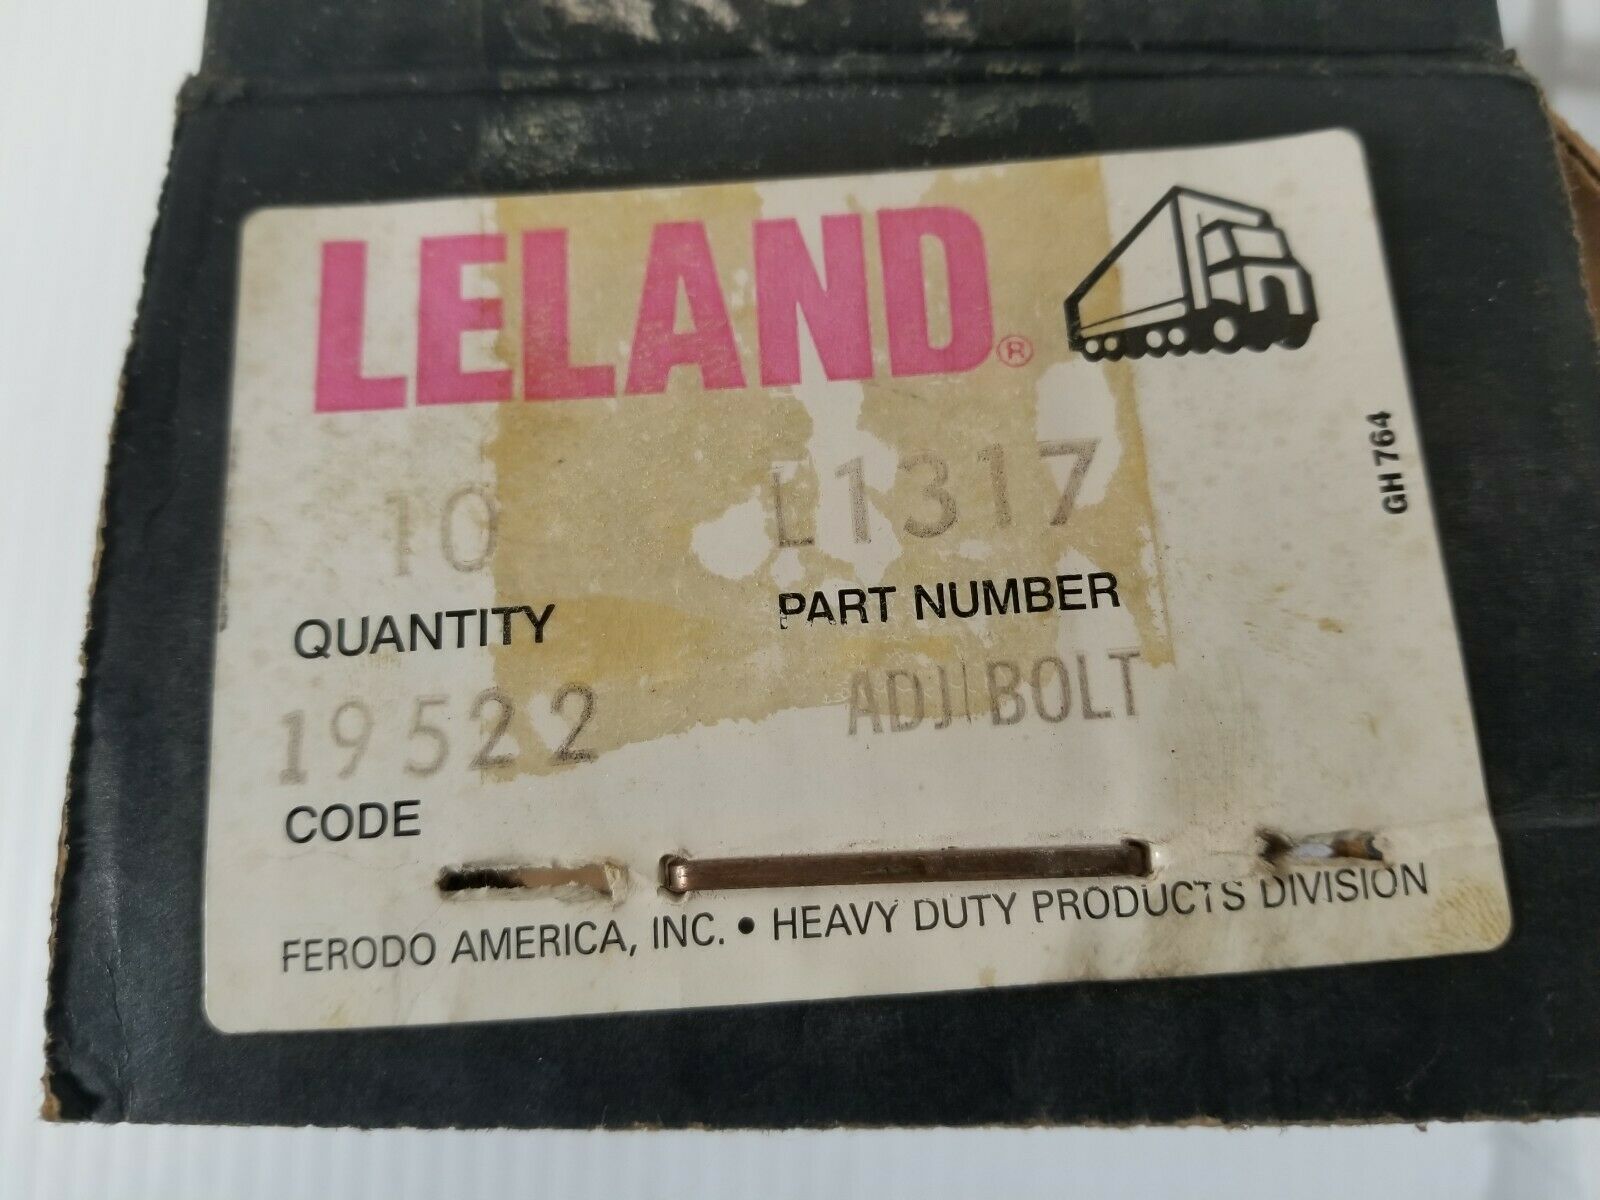 LELAND®
GH 764
10 L1317
QUANTITY PART NUMBER
19522 ADJ BOLT
CODE
FERODO AMERICA, INC. • HEAVY DUTY PRODUCTS DIVISION